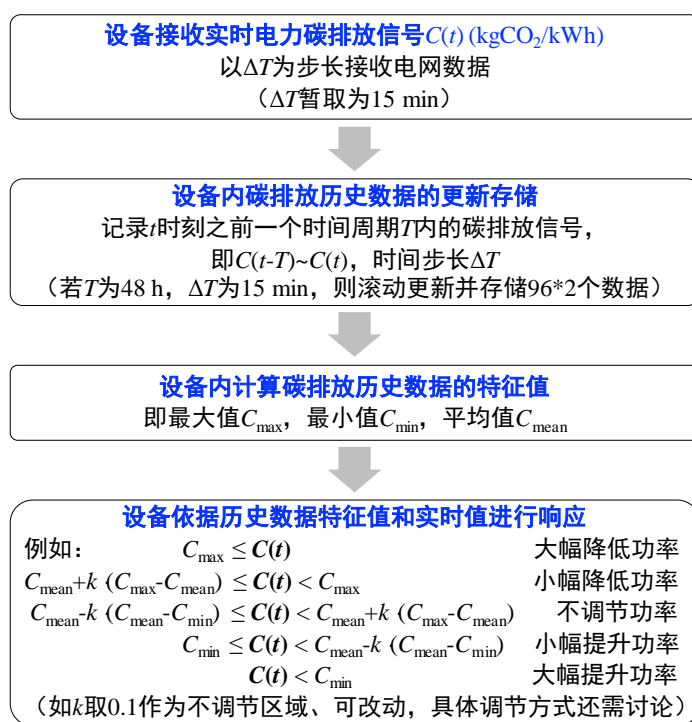 设备接收实时电力碳排放信号C(t) (kgCO₂/kWh)
以ΔT为步长接收电网数据
（ΔT暂取为15 min）
设备内碳排放历史数据的更新存储
记录t时刻之前一个时间周期T内的碳排放信号，
即C(t-T)~C(t)，时间步长ΔT
（若T为48 h，ΔT为15 min，则滚动更新并存储96*2个数据）
设备内计算碳排放历史数据的特征值
即最大值Cmax，最小值Cmin，平均值Cmean
设备依据历史数据特征值和实时值进行响应
例如： Cmax ≤ C(t) 大幅降低功率
Cmean+k（Cmax-Cmean）≤ C(t) < Cmax 小幅降低功率
Cmean-k（Cmean-Cmin）≤ C(t) < Cmean+k（Cmax-Cmean） 不调节功率
Cmin ≤ C(t) < Cmean-k（Cmean-Cmin） 小幅提升功率
C(t) < Cmin 大幅提升功率
（如k取0.1作为不调节区域、可改动，具体调节方式还需讨论）